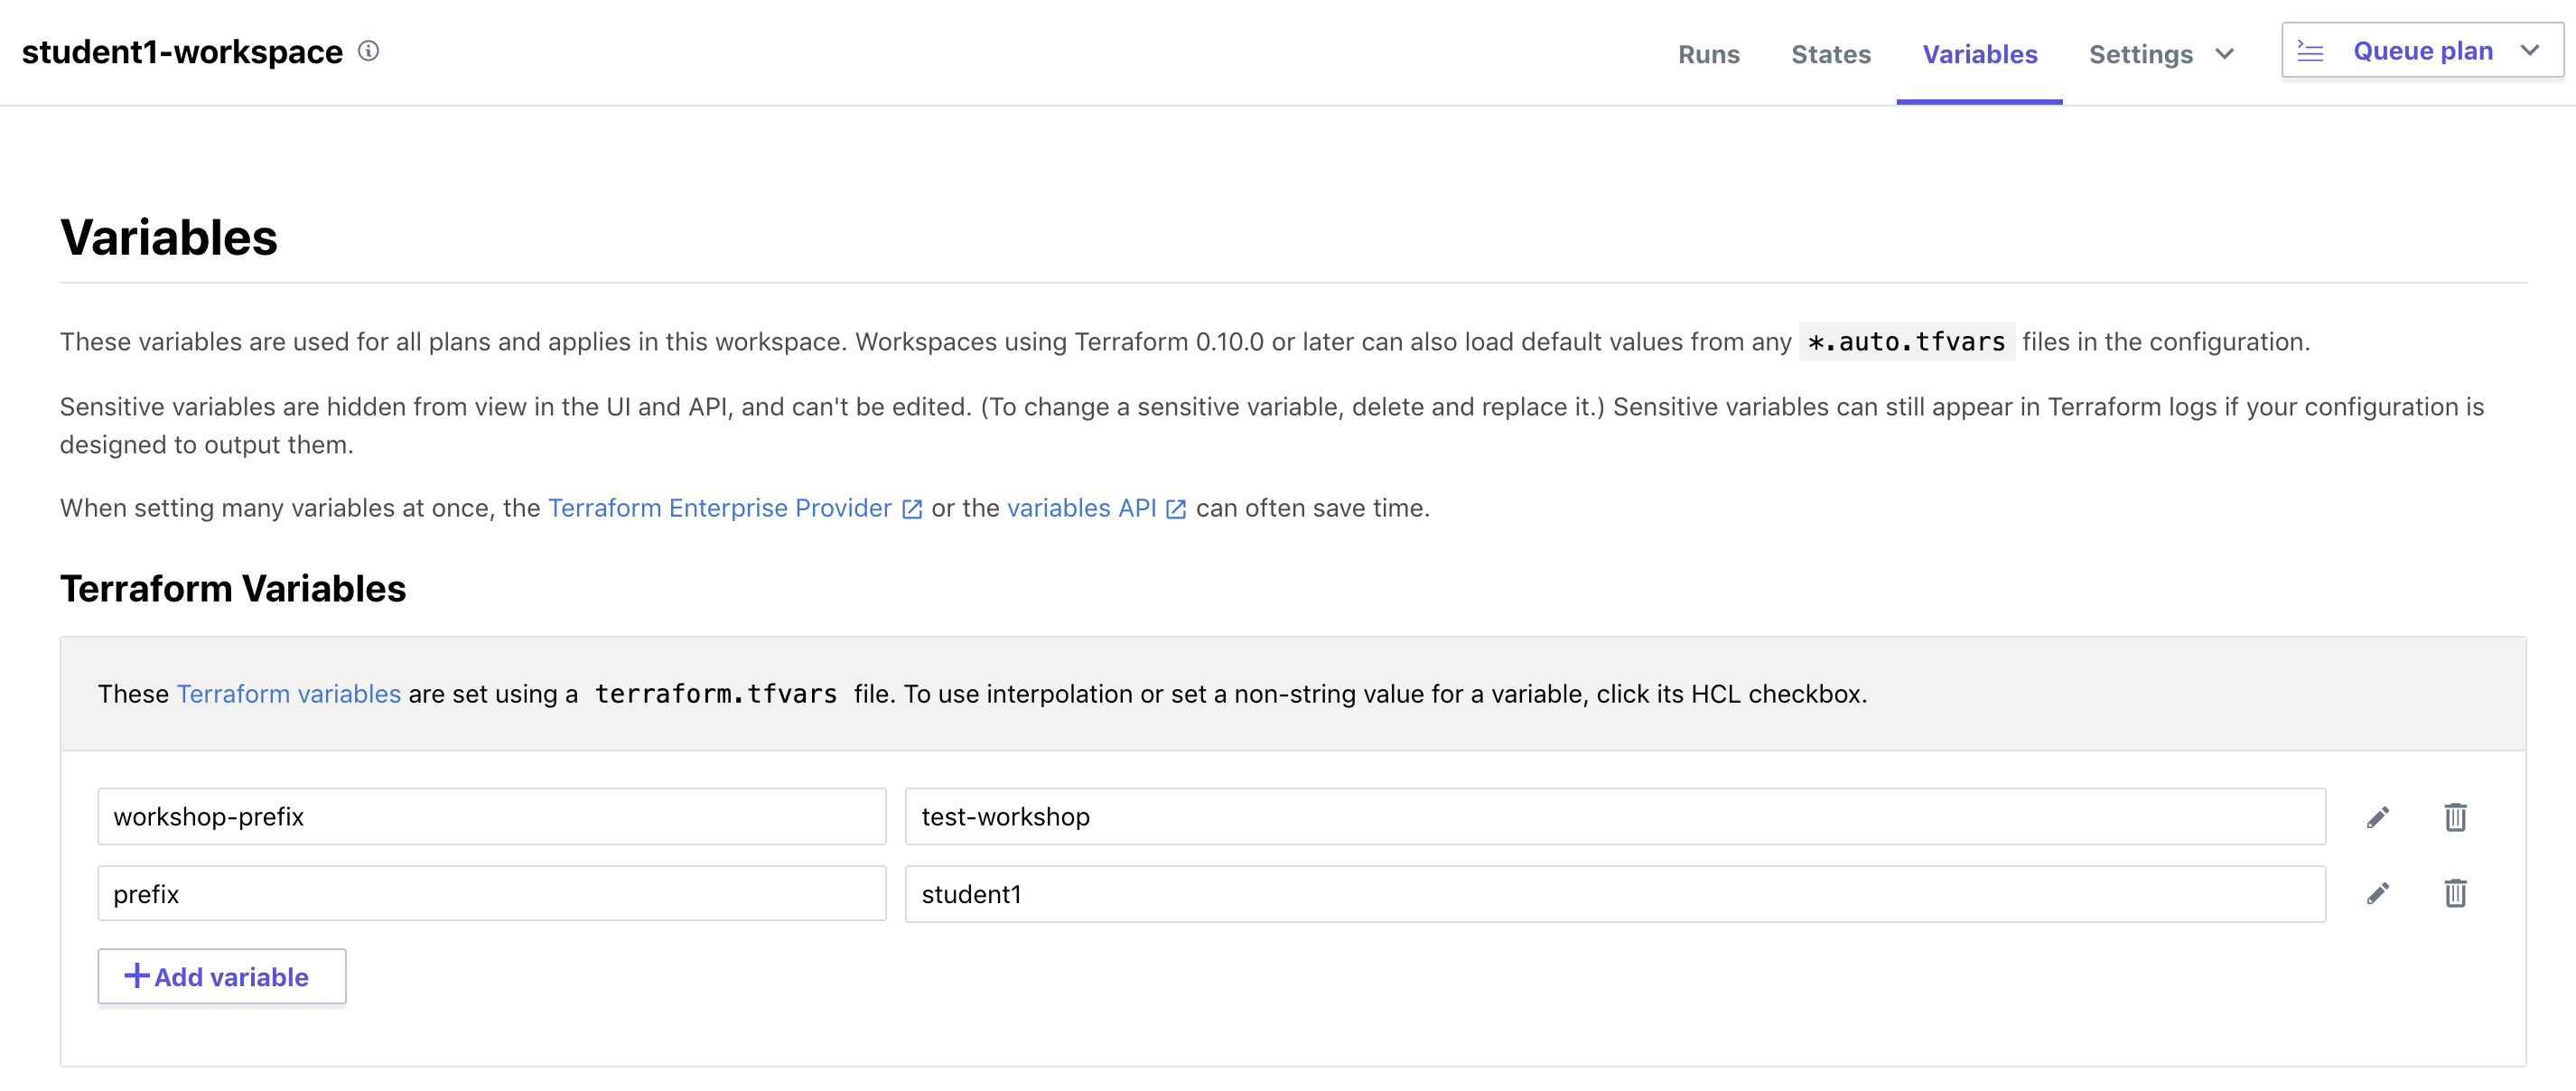 student1-workspace
Runs
States
Variables
Settings
Queue plan
Variables
These variables are used for all plans and applies in this workspace. Workspaces using Terraform 0.10.0 or later can also load default values from any *.auto.tfvars files in the configuration.
Sensitive variables are hidden from view in the UI and API, and can't be edited. (To change a sensitive variable, delete and replace it.) Sensitive variables can still appear in Terraform logs if your configuration is
designed to output them.
When setting many variables at once, the Terraform Enterprise Provider or the variables API can often save time.
Terraform Variables
These Terraform variables are set using a terraform.tfvars file. To use interpolation or set a non-string value for a variable, click its HCL checkbox.
workshop-prefix
test-workshop
prefix
student1
Add variable